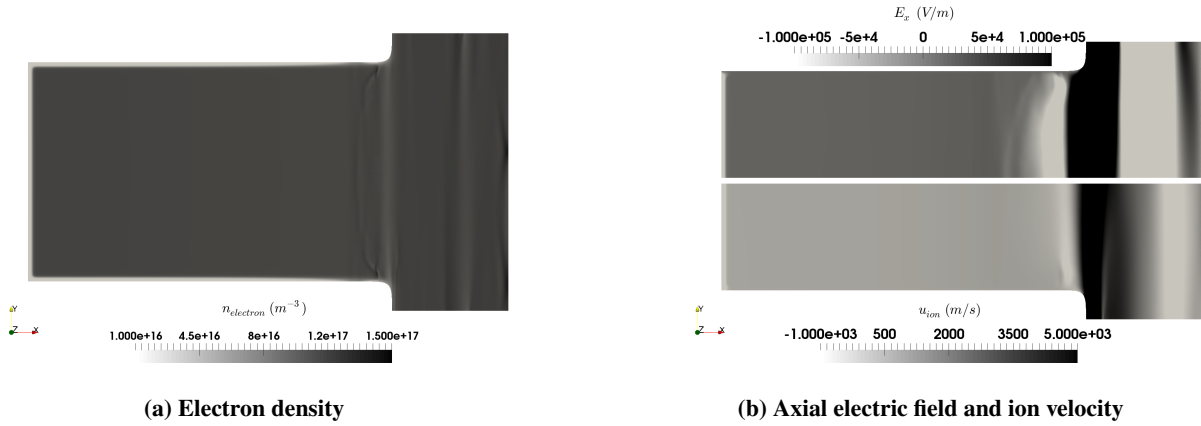 E_x (V/m)
-1.000e+05 -5e+4 0 5e+4 1.000e+05
Y
Z X
n_electron (m^-3)
1.000e+16 4.5e+16 8e+16 1.2e+17 1.500e+17
Y
Z X
u_ion (m/s)
-1.000e+03 500 2000 3500 5.000e+03
(a) Electron density
(b) Axial electric field and ion velocity